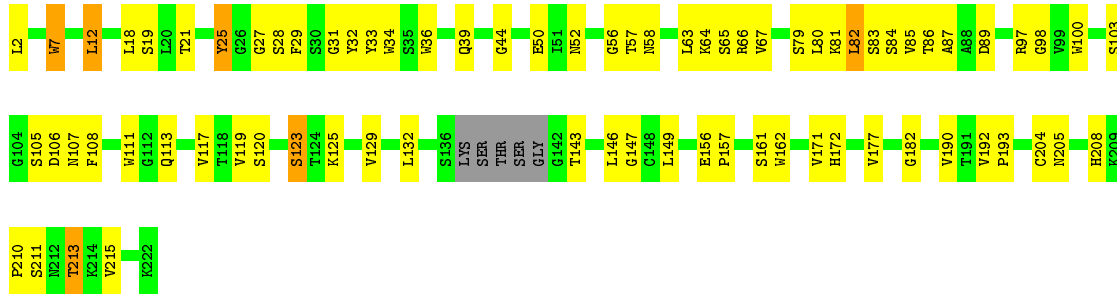 L2 W7 L12 L18 S19 L20 T21 Y25 G26 G27 S28 F29 S30 G31 Y32 Y33 W34 S35 W36 Q39 G44 E50 I51 N52 G56 T57 N58 L63 K64 S65 R66 V67 S79 L80 K81 L82 S83 S84 V85 T86 A87 A88 D89 R97 G98 V99 W100 S103
G104 S105 D106 N107 F108 W111 G112 Q113 V117 T118 V119 S120 S123 T124 K125 V129 L132 S136 LYS SER THR SER GLY G142 T143 L146 G147 C148 L149 E156 P157 S161 W162 V171 H172 V177 G182 V190 T191 V192 P193 C204 N205 H208 K209
P210 S211 N212 T213 K214 V215 K222